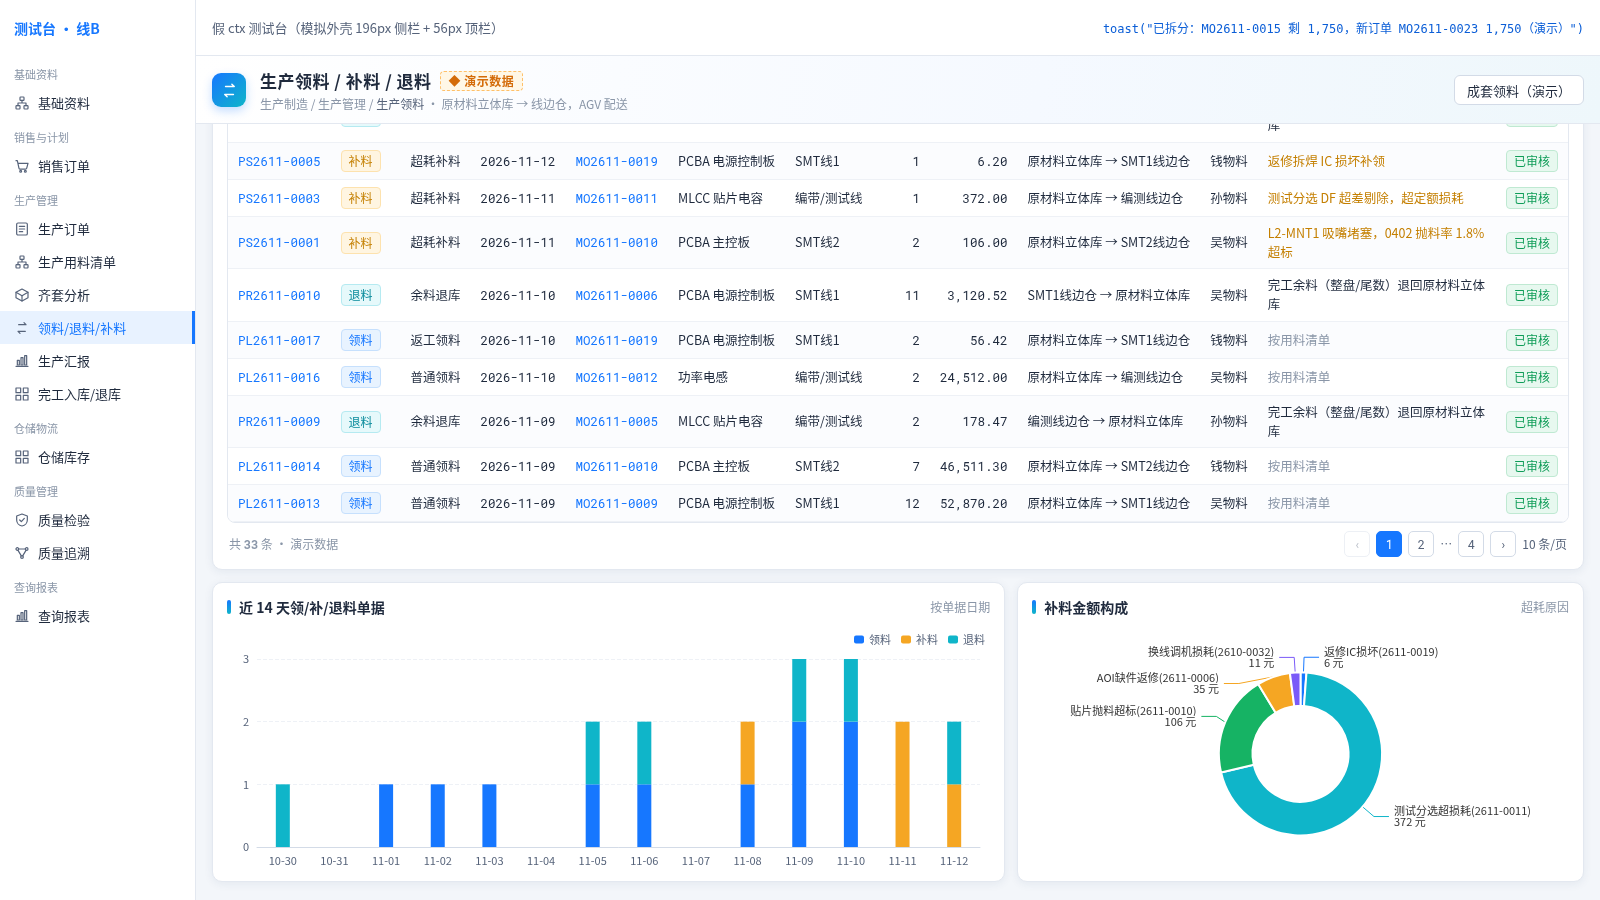 测试台 · 线B
假 ctx 测试台（模拟外壳 196px 侧栏 + 56px 顶栏）
toast("已拆分: MO2611-0015 剩 1,750，新订单 MO2611-0023 1,750（演示）")
基础资料
基础资料
销售与计划
销售订单
生产管理
生产订单
生产用料清单
齐套分析
领料/退料/补料
生产汇报
完工入库/退库
仓储物流
仓储库存
质量管理
质量检验
质量追溯
查询报表
查询报表
生产领料 / 补料 / 退料
◆ 演示数据
生产制造 / 生产管理 / 生产领料 · 原材料立体库 → 线边仓，AGV 配送
成套领料（演示）
库
PS2611-0005 补料 超耗补料 2026-11-12 MO2611-0019 PCBA 电源控制板 SMT线1 1 6.20 原材料立体库 → SMT1线边仓 钱物料 返修拆焊 IC 损坏补领 已审核
PS2611-0003 补料 超耗补料 2026-11-11 MO2611-0011 MLCC 贴片电容 编带/测试线 1 372.00 原材料立体库 → 编测线边仓 孙物料 测试分选 DF 超差剔除，超定额损耗 已审核
PS2611-0001 补料 超耗补料 2026-11-11 MO2611-0010 PCBA 主控板 SMT线2 2 106.00 原材料立体库 → SMT2线边仓 吴物料 L2-MNT1 吸嘴堵塞，0402 抛料率 1.8% 已审核
超标
PR2611-0010 退料 余料退库 2026-11-10 MO2611-0006 PCBA 电源控制板 SMT线1 11 3,120.52 SMT1线边仓 → 原材料立体库 吴物料 完工余料（整盘/尾数）退回原材料立体 已审核
库
PL2611-0017 领料 返工领料 2026-11-10 MO2611-0019 PCBA 电源控制板 SMT线1 2 56.42 原材料立体库 → SMT1线边仓 钱物料 按用料清单 已审核
PL2611-0016 领料 普通领料 2026-11-10 MO2611-0012 功率电感 编带/测试线 2 24,512.00 原材料立体库 → 编测线边仓 吴物料 按用料清单 已审核
PR2611-0009 退料 余料退库 2026-11-09 MO2611-0005 MLCC 贴片电容 编带/测试线 2 178.47 编测线边仓 → 原材料立体库 孙物料 完工余料（整盘/尾数）退回原材料立体 已审核
库
PL2611-0014 领料 普通领料 2026-11-09 MO2611-0010 PCBA 主控板 SMT线2 7 46,511.30 原材料立体库 → SMT2线边仓 钱物料 按用料清单 已审核
PL2611-0013 领料 普通领料 2026-11-09 MO2611-0009 PCBA 电源控制板 SMT线1 12 52,870.20 原材料立体库 → SMT1线边仓 吴物料 按用料清单 已审核
共 33 条 · 演示数据
‹ 1 2 ··· 4 › 10 条/页
近 14 天领/补/退料单据
按单据日期
领料 补料 退料
3
2
1
0
10-30 10-31 11-01 11-02 11-03 11-04 11-05 11-06 11-07 11-08 11-09 11-10 11-11 11-12
补料金额构成
超耗原因
换线调机损耗(2610-0032)
11 元
返修IC损坏(2611-0019)
6 元
AOI缺件返修(2611-0006)
35 元
贴片抛料超标(2611-0010)
106 元
测试分选超损耗(2611-0011)
372 元